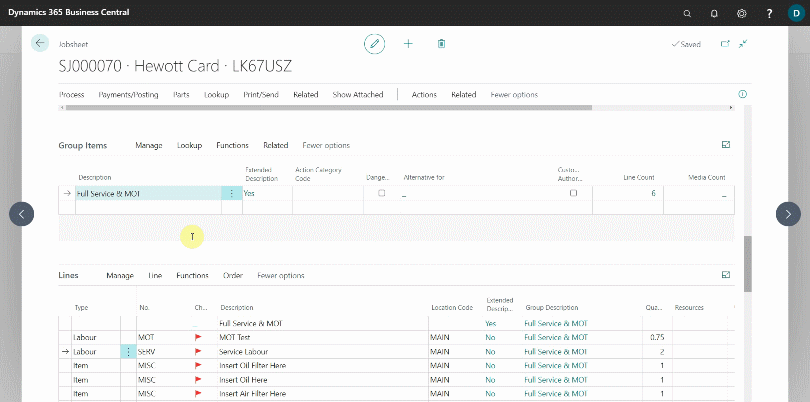 Dynamics 365 Business Central
?
D
Jobsheet
Saved
SJ000070 · Hewott Card · LK67USZ
Process Payments/Posting Parts Lookup Print/Send Related Show Attached Actions Related Fewer options
Group Items Manage Lookup Functions Related Fewer options
Description Extended Description Action Category Code Dange... Alternative for Custo... Author... Line Count Media Count
Full Service & MOT Yes _ 6 _
Lines Manage Line Functions Order Fewer options
Type No. Ch... Description Location Code Extended Descrip... Group Description Qua... Resources
Full Service & MOT Yes Full Service & MOT
Labour MOT MOT Test MAIN No Full Service & MOT 0.75
Labour SERV Service Labour MAIN No Full Service & MOT 2
Item MISC Insert Oil Filter Here MAIN No Full Service & MOT 1
Item MISC Insert Oil Here MAIN No Full Service & MOT 1
Item MISC Insert Air Filter Here MAIN No Full Service & MOT 1